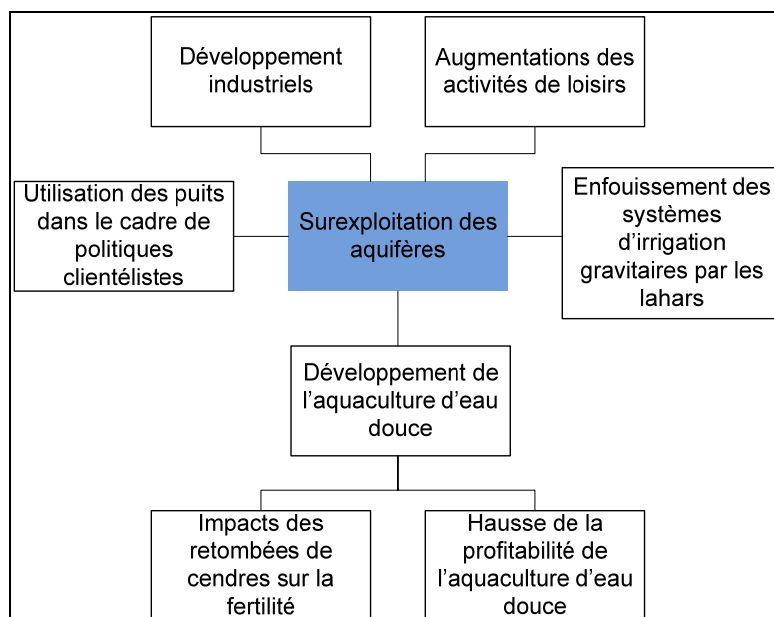 Développement
industriels
Augmentations des
activités de loisirs
Utilisation des puits
dans le cadre de
politiques
clientélistes
Surexploitation des
aquifères
Enfouissement des
systèmes
d'irrigation
gravitaires par les
lahars
Développement de
l'aquaculture d'eau
douce
Impacts des
retombées de
cendres sur la
fertilité
Hausse de la
profitabilité de
l'aquaculture d'eau
douce